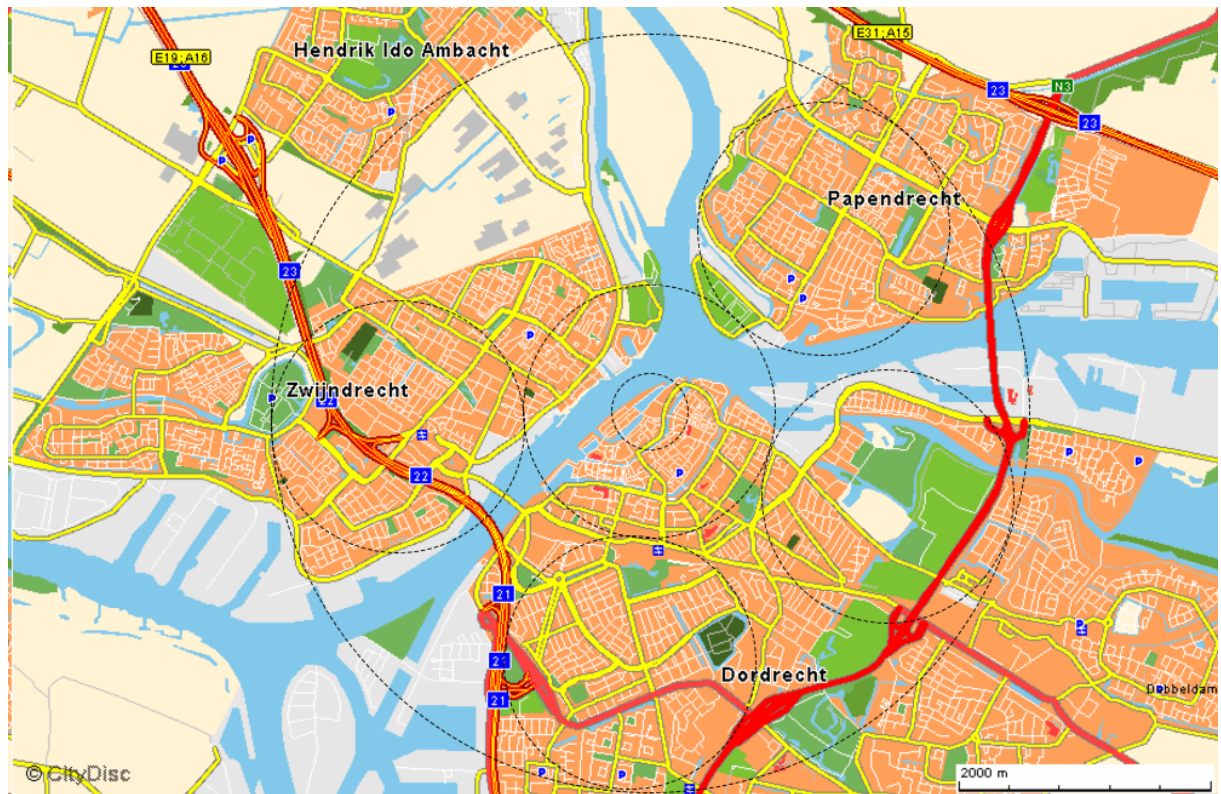 Hendrik Ido Ambacht
E19;A16
23
E31;A15
23
N3
23
P
P
P
Papendrecht
23
P
P
P
Zwijndrecht
P
22
22
P
P
P
21
P
Dordrecht
Dubbeldam
P
21
P
P
© CityDisc
2000 m